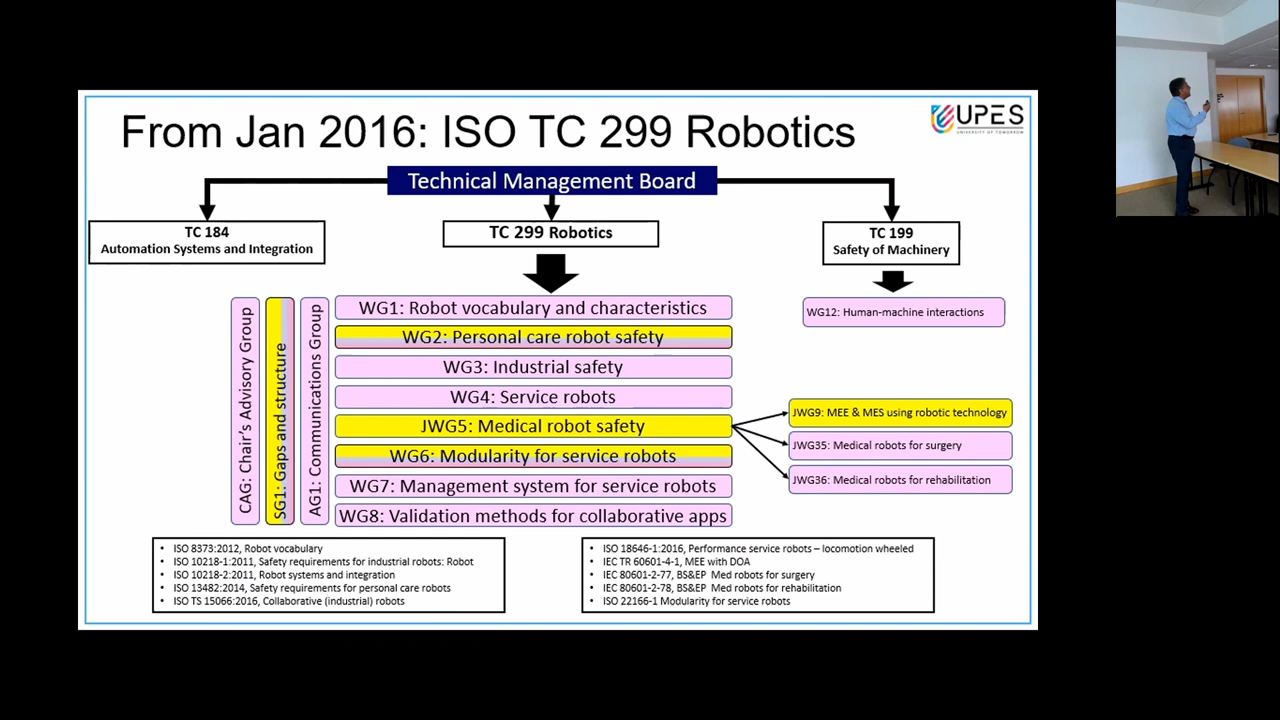 From Jan 2016: ISO TC 299 Robotics
UPES
UNIVERSITY OF TOMORROW
Technical Management Board
TC 184
Automation Systems and Integration
TC 299 Robotics
TC 199
Safety of Machinery
CAG: Chair's Advisory Group
SG1: Gaps and structure
AG1: Communications Group
WG1: Robot vocabulary and characteristics
WG2: Personal care robot safety
WG3: Industrial safety
WG4: Service robots
JWG5: Medical robot safety
WG6: Modularity for service robots
WG7: Management system for service robots
WG8: Validation methods for collaborative apps
WG12: Human-machine interactions
JWG9: MEE & MES using robotic technology
JWG35: Medical robots for surgery
JWG36: Medical robots for rehabilitation
• ISO 8373:2012, Robot vocabulary
• ISO 10218-1:2011, Safety requirements for industrial robots: Robot
• ISO 10218-2:2011, Robot systems and integration
• ISO 13482:2014, Safety requirements for personal care robots
• ISO TS 15066:2016, Collaborative (industrial) robots
• ISO 18646-1:2016, Performance service robots – locomotion wheeled
• IEC TR 60601-4-1, MEE with DOA
• IEC 80601-2-77, BS&EP Med robots for surgery
• IEC 80601-2-78, BS&EP Med robots for rehabilitation
• ISO 22166-1 Modularity for service robots